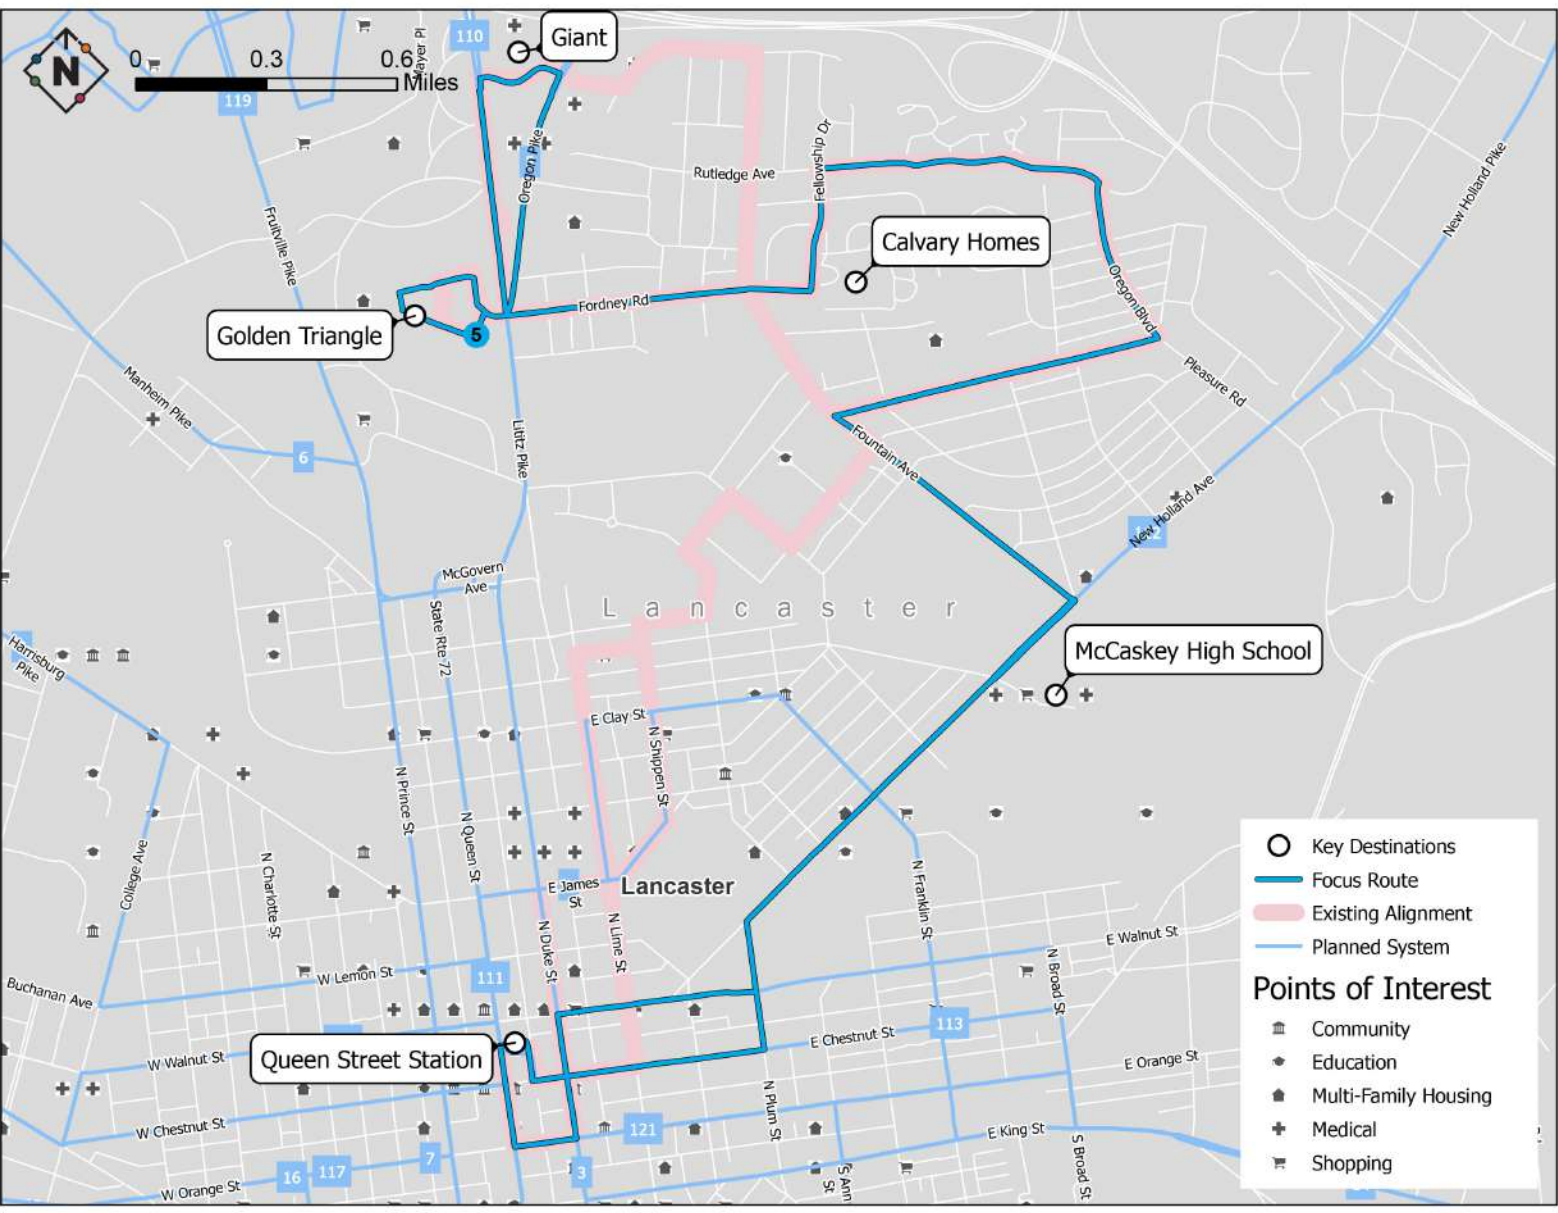 110
Giant
Mayer Pl
N
0 0.3 0.6
Miles
119
Oregon Pike
Rutledge Ave
Fellowship Dr
New Holland Pike
Fruitville Pike
Calvary Homes
Fordney Rd
Oregon Blvd
Golden Triangle
5
Pleasure Rd
Manheim Pike
Lititz Pike
6
Fountain Ave
New Holland Ave
McGovern
Ave
State Rte 72
Lancaster
Harrisburg
Pike
McCaskey High School
E Clay St
N Shippen St
N Prince St
N Queen St
College Ave
N Charlotte St
E James
St
Lancaster
N Franklin St
N Duke St
N Lime St
E Walnut St
N Broad St
W Lemon St
111
Buchanan Ave
113
E Chestnut St
Queen Street Station
W Walnut St
E Orange St
N Plum St
W Chestnut St
121
E King St
S Broad St
7
16
117
3
W Orange St
S Ann
St
Key Destinations
Focus Route
Existing Alignment
Planned System
Points of Interest
Community
Education
Multi-Family Housing
Medical
Shopping